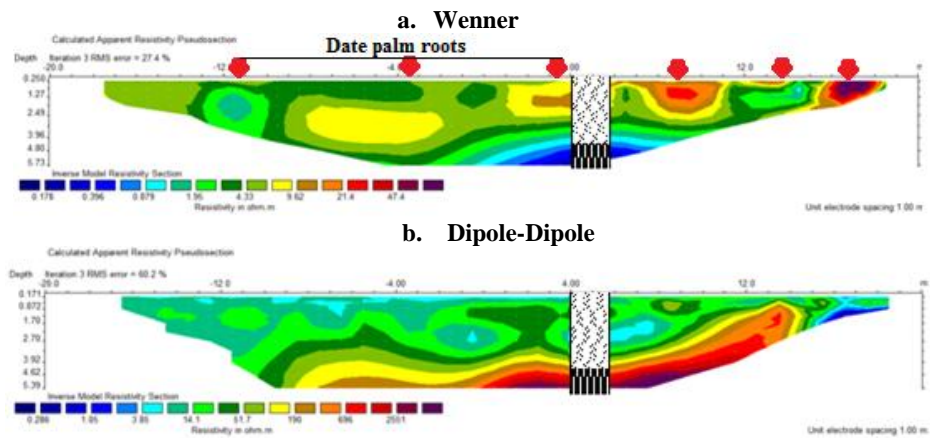 a. Wenner
Calculated Apparent Resistivity Pseudosection
Date palm roots
Depth Iteration 3 RMS error = 27.4 %
-20.0 -12.0 -4.00 12.0 m
0.250
1.27
2.49
3.96
4.80
5.73
Inverse Model Resistivity Section
0.178 0.396 0.879 1.95 4.33 9.62 21.4 47.4
Resistivity in ohm.m
Unit electrode spacing 1.00 m
b. Dipole-Dipole
Calculated Apparent Resistivity Pseudosection
Depth Iteration 3 RMS error = 60.2 %
-20.0 -12.0 -4.00 4.00 12.0 m
0.171
0.872
1.70
2.70
3.92
4.62
5.39
Inverse Model Resistivity Section
0.286 1.05 3.85 14.1 51.7 190 696 2551
Resistivity in ohm.m
Unit electrode spacing 1.00 m